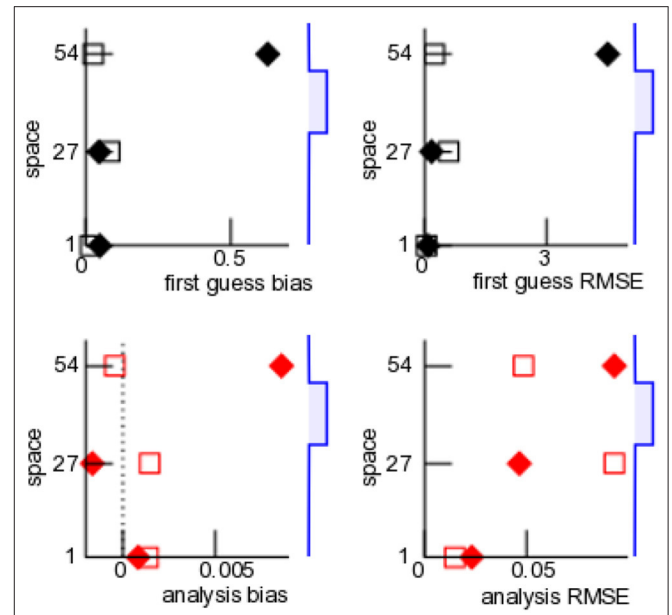 54
space
27
1
0
0.5
first guess bias
54
space
27
1
0
3
first guess RMSE
54
space
27
1
0
0.005
analysis bias
54
space
27
1
0
0.05
analysis RMSE